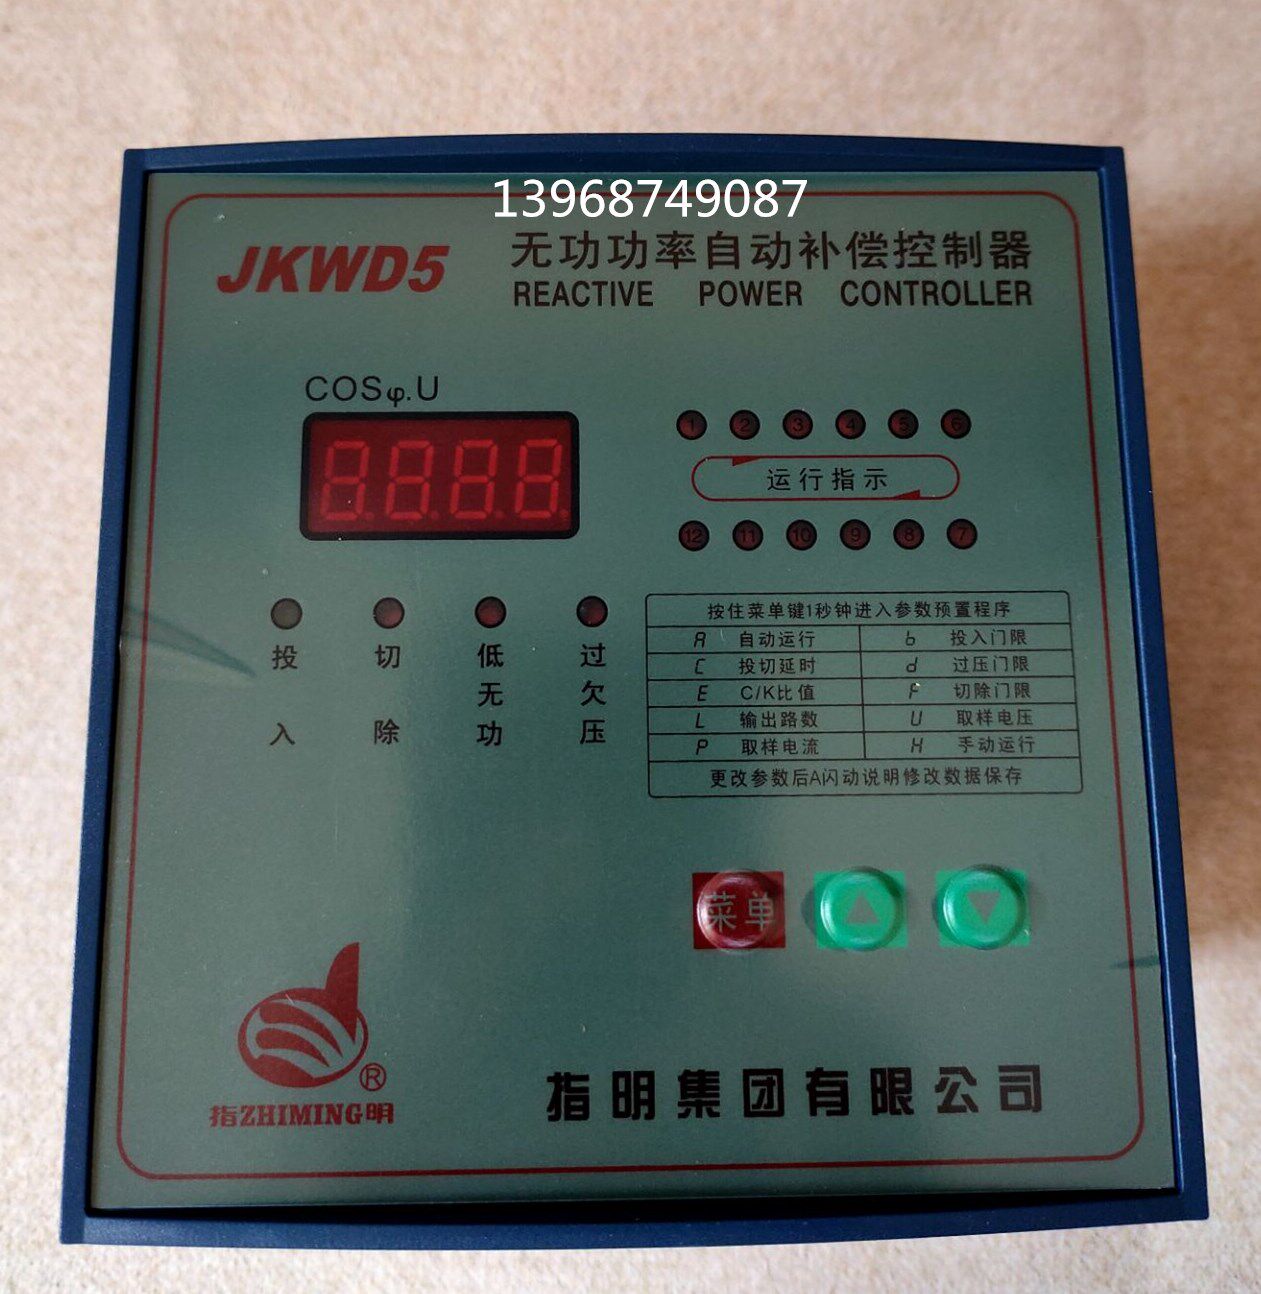 13968749087
JKWD5 无功功率自动补偿控制器
REACTIVE POWER CONTROLLER
COSφ.U
1 2 3 4 5 6
运行指示
12 11 10 9 8 7
投入 切除 低无功 过欠压
按住菜单键1秒钟进入参数预置程序
A 自动运行 b 投入门限
C 投切延时 d 过压门限
E C/K比值 F 切除门限
L 输出路数 U 取样电压
P 取样电流 H 手动运行
更改参数后A闪动说明修改数据保存
菜单
®
指ZHIMING明
指明集团有限公司